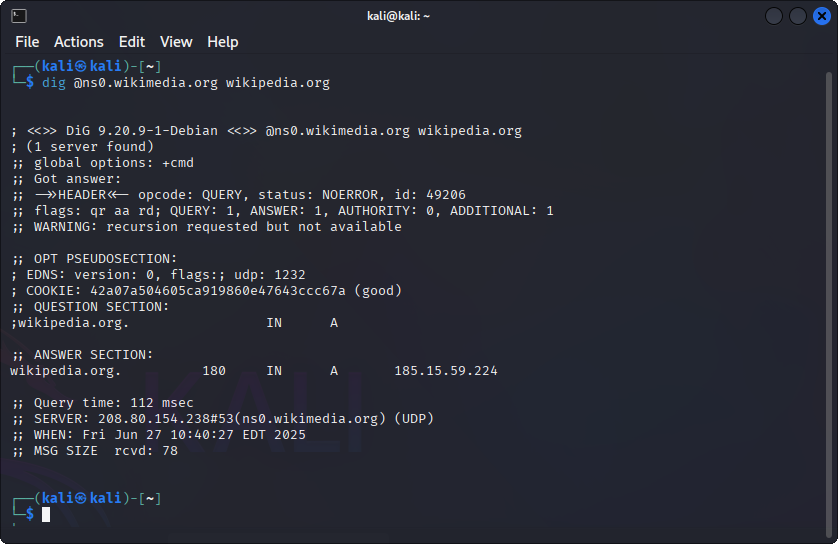 kali@kali: ~
File Actions Edit View Help
┌──(kali㉿kali)-[~]
└─$ dig @ns0.wikimedia.org wikipedia.org
; <<>> DiG 9.20.9-1-Debian <<>> @ns0.wikimedia.org wikipedia.org
; (1 server found)
;; global options: +cmd
;; Got answer:
;; ->>HEADER<<- opcode: QUERY, status: NOERROR, id: 49206
;; flags: qr aa rd; QUERY: 1, ANSWER: 1, AUTHORITY: 0, ADDITIONAL: 1
;; WARNING: recursion requested but not available
;; OPT PSEUDOSECTION:
; EDNS: version: 0, flags:; udp: 1232
; COOKIE: 42a07a504605ca919860e47643ccc67a (good)
;; QUESTION SECTION:
;wikipedia.org. IN A
;; ANSWER SECTION:
wikipedia.org. 180 IN A 185.15.59.224
;; Query time: 112 msec
;; SERVER: 208.80.154.238#53(ns0.wikimedia.org) (UDP)
;; WHEN: Fri Jun 27 10:40:27 EDT 2025
;; MSG SIZE rcvd: 78
┌──(kali㉿kali)-[~]
└─$
KALI